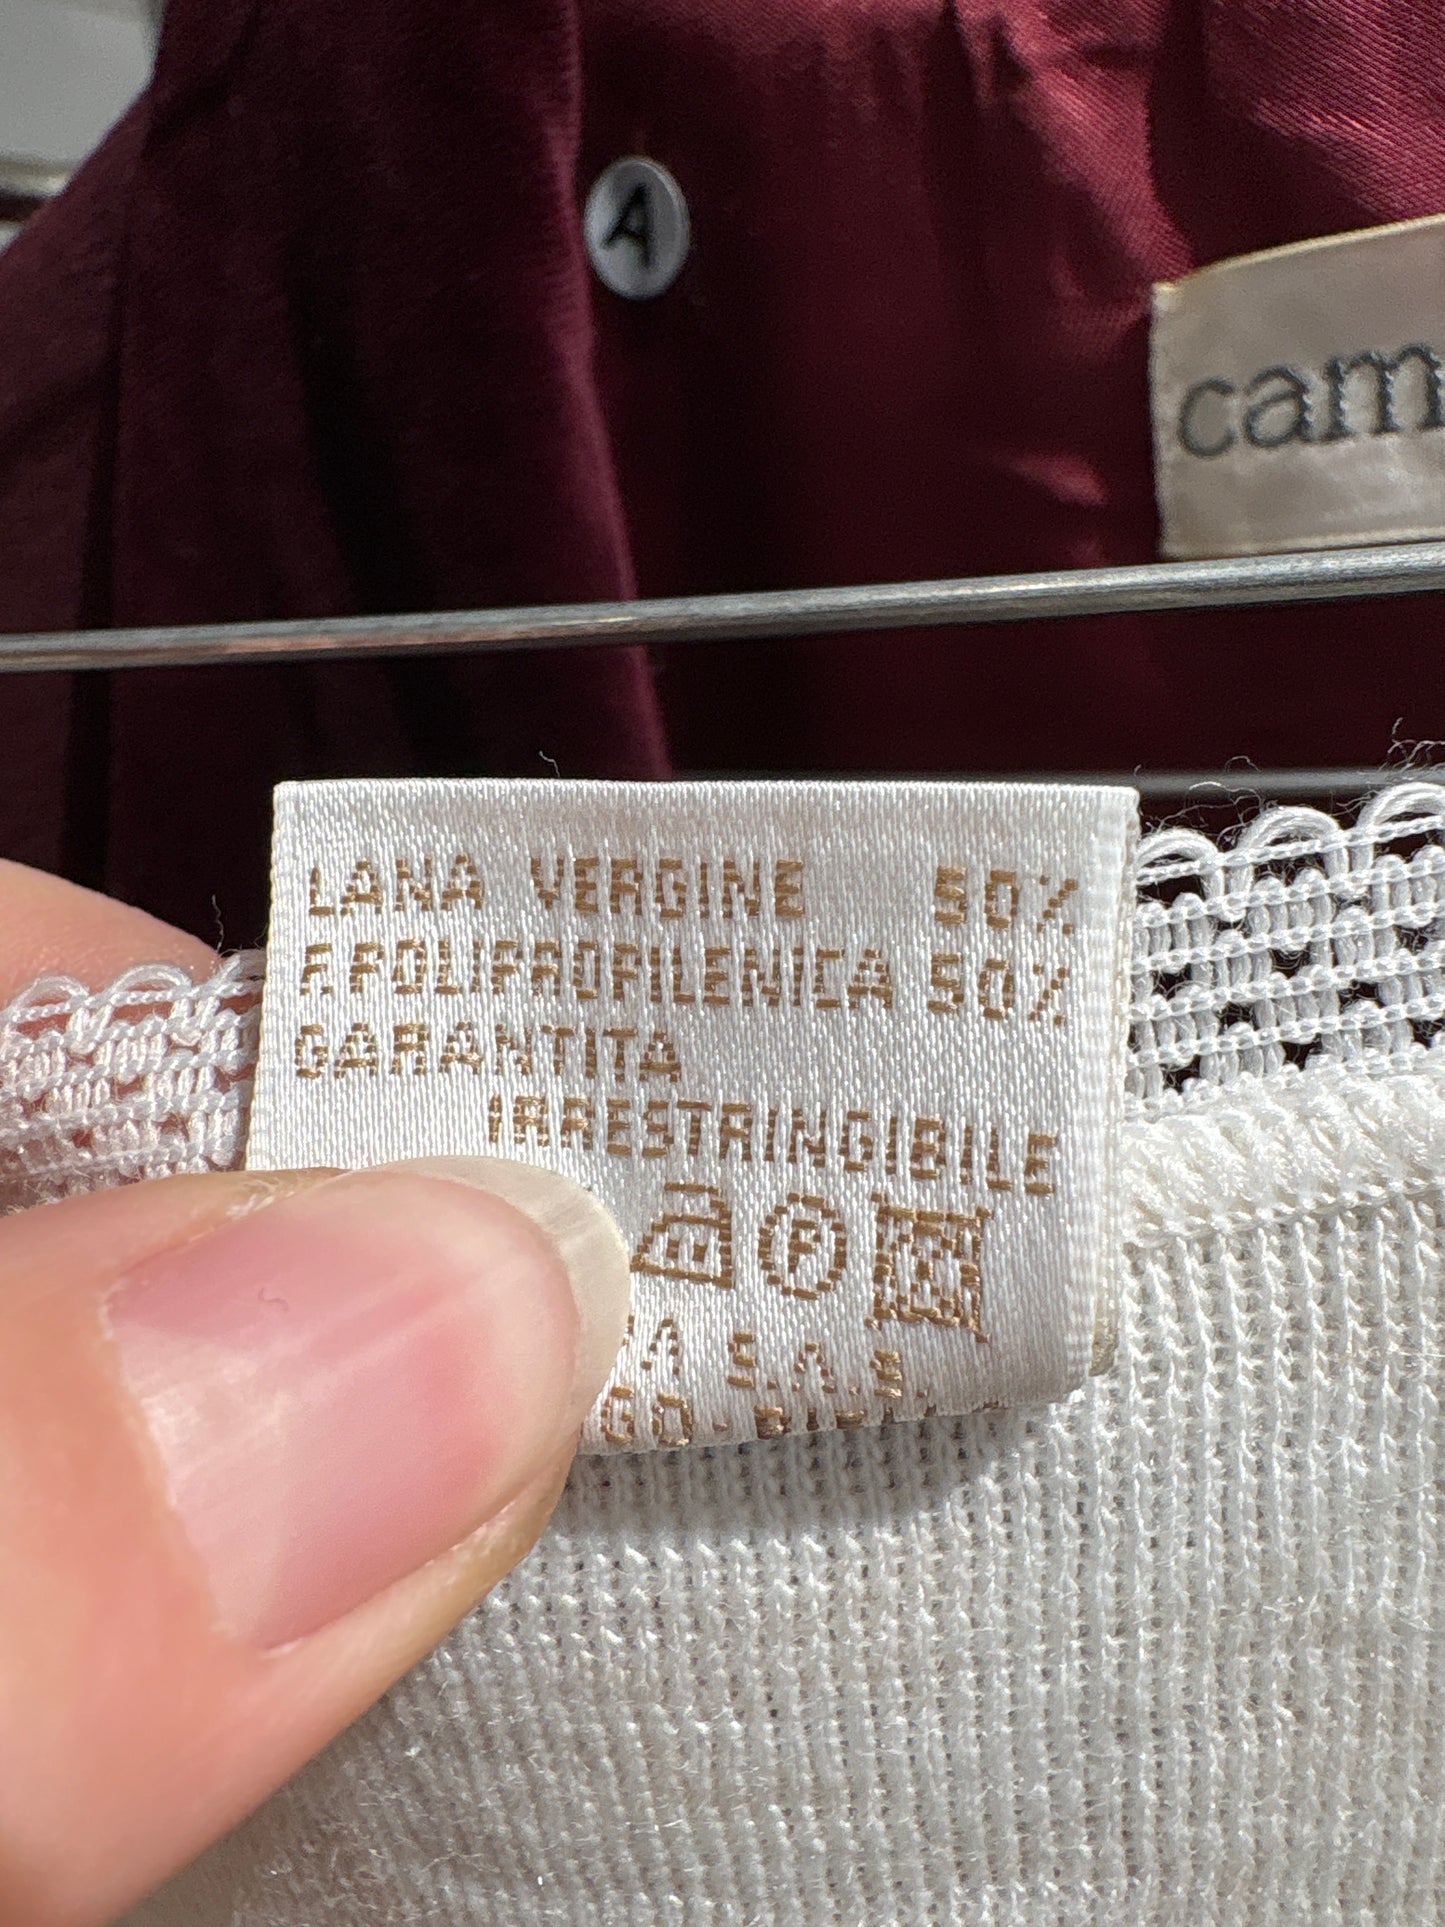 A
cam
LANA VERGINE 50%
F.POLIPROPILENICA 50%
GARANTITA
IRRESTRINGIBILE
P